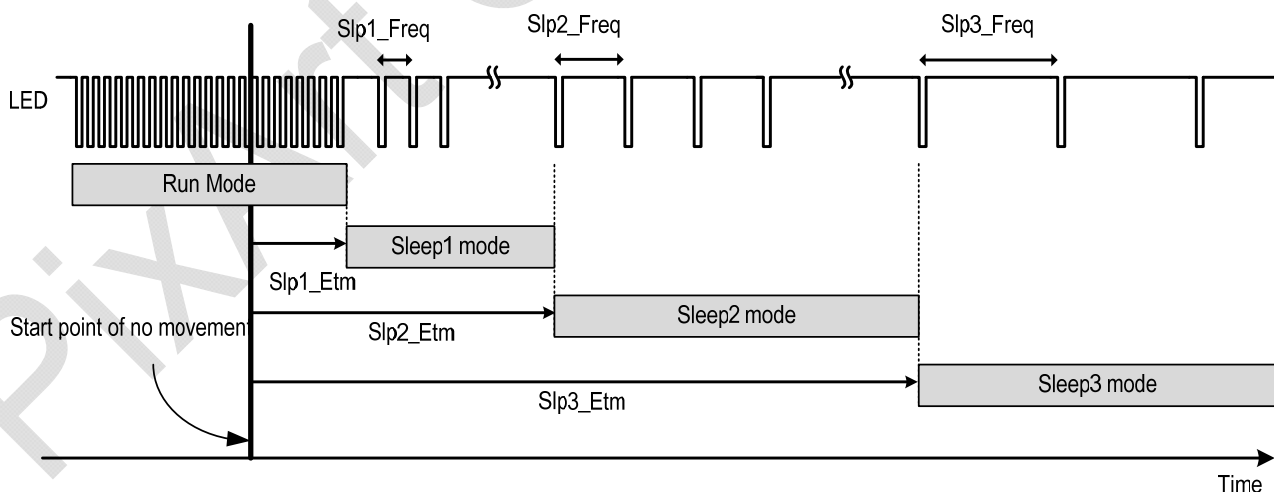 Slp1_Freq
Slp2_Freq
Slp3_Freq
LED
Run Mode
Sleep1 mode
Slp1_Etm
Sleep2 mode
Start point of no movement
Slp2_Etm
Sleep3 mode
Slp3_Etm
Time
PixArt